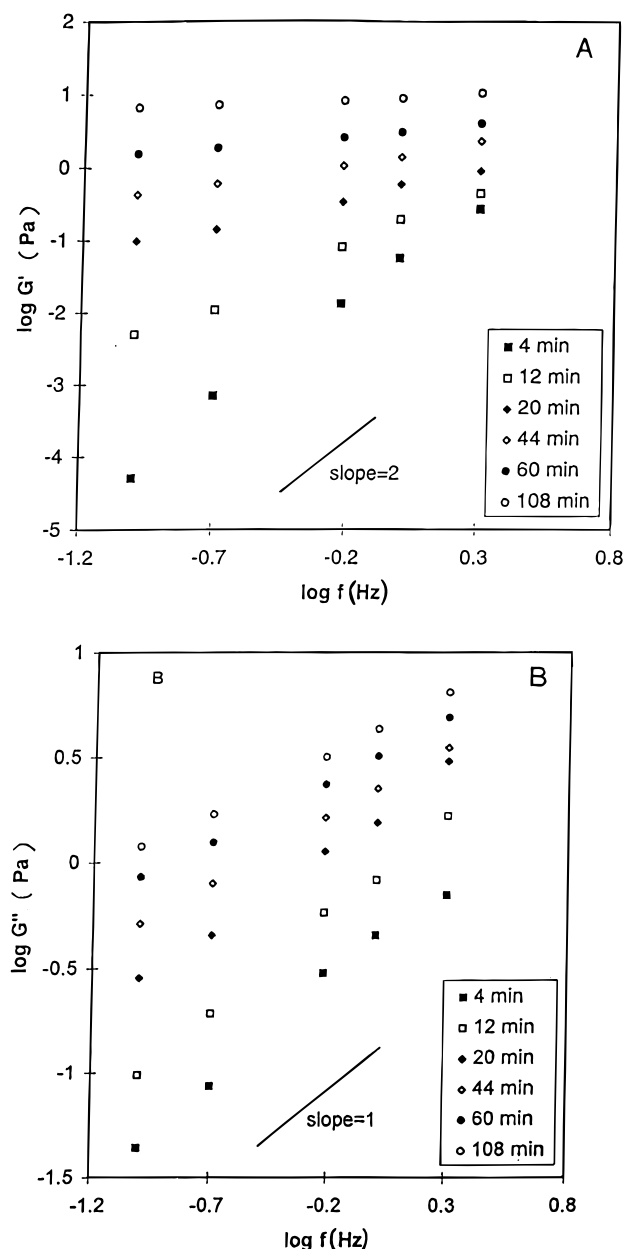 A
2
1
0
-1
-2
-3
-4
-5
log G' (Pa)
4 min
12 min
20 min
44 min
60 min
108 min
slope=2
-1.2 -0.7 -0.2 0.3 0.8
log f(Hz)
B B
1
0.5
0
-0.5
-1
-1.5
log G" (Pa)
4 min
12 min
20 min
44 min
60 min
108 min
slope=1
-1.2 -0.7 -0.2 0.3 0.8
log f(Hz)